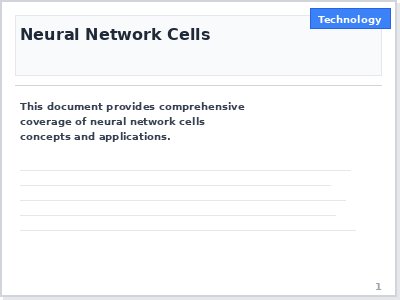 Technology
Neural Network Cells
This document provides comprehensive
coverage of neural network cells
concepts and applications.
1